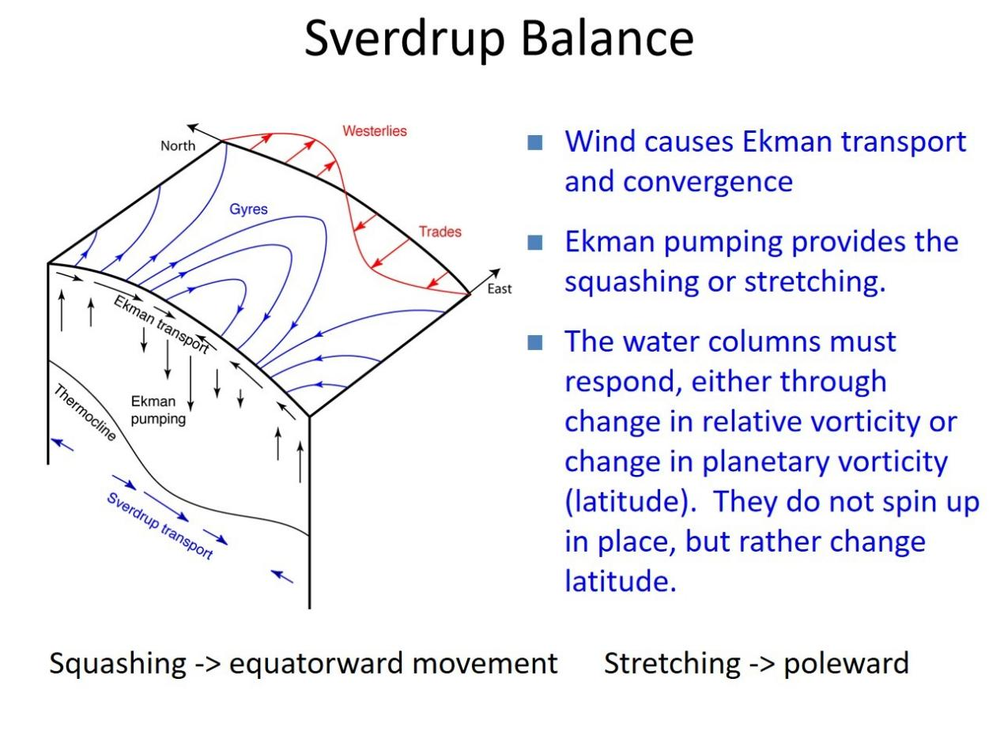 Sverdrup Balance
Westerlies
North
Gyres
Trades
East
Ekman transport
Ekman
pumping
Thermocline
Sverdrup transport
Wind causes Ekman transport
and convergence
Ekman pumping provides the
squashing or stretching.
The water columns must
respond, either through
change in relative vorticity or
change in planetary vorticity
(latitude).  They do not spin up
in place, but rather change
latitude.
Squashing -> equatorward movement
Stretching -> poleward